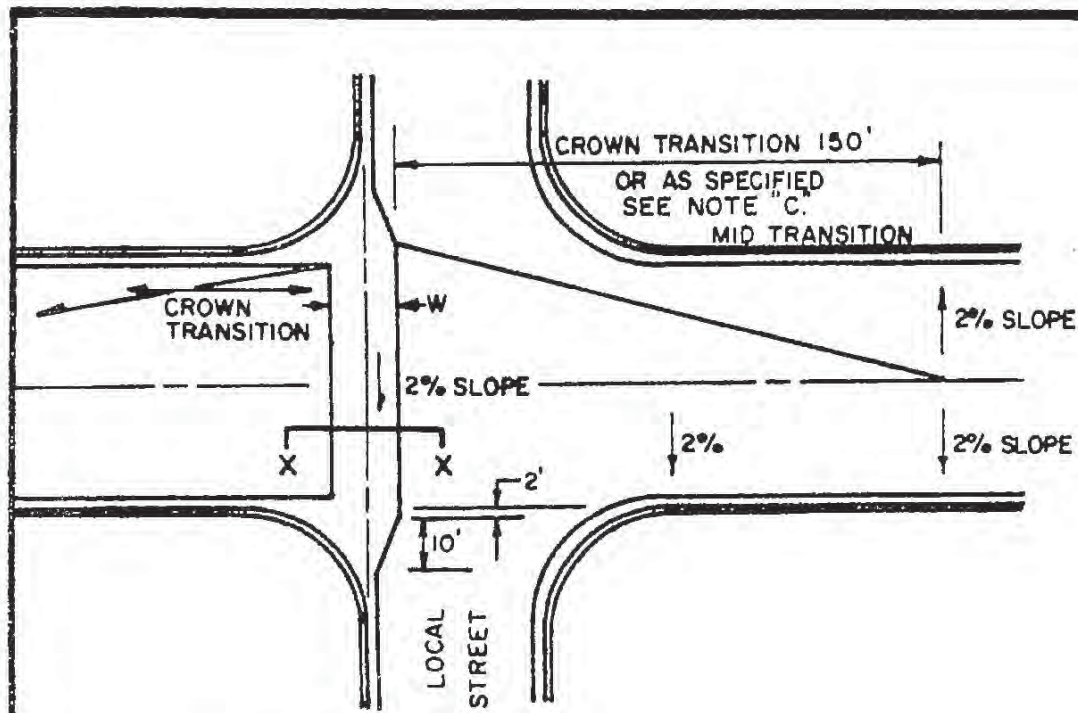 CROWN TRANSITION 150'
OR AS SPECIFIED
SEE NOTE "C."
MID TRANSITION
CROWN
TRANSITION
W
2% SLOPE
2% SLOPE
2%
2% SLOPE
X X
2'
10'
LOCAL
STREET